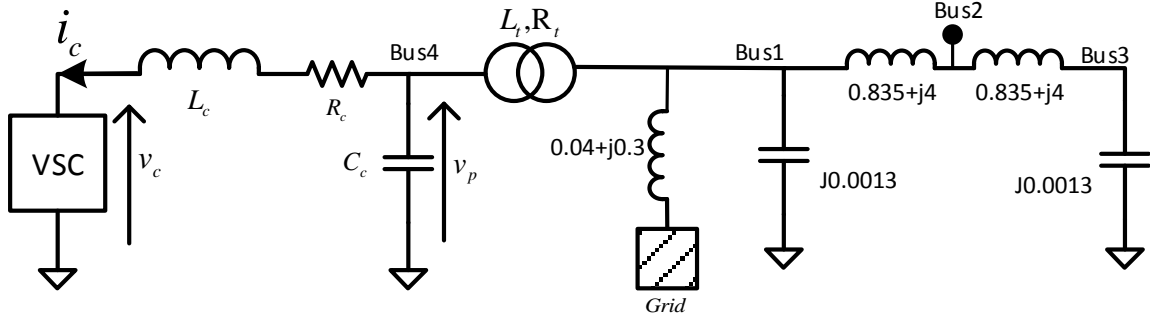 i_c
L_c
R_c
Bus4
L_t,R_t
Bus1
Bus2
Bus3
0.835+j4
0.835+j4
VSC
v_c
C_c
v_p
0.04+j0.3
J0.0013
J0.0013
Grid